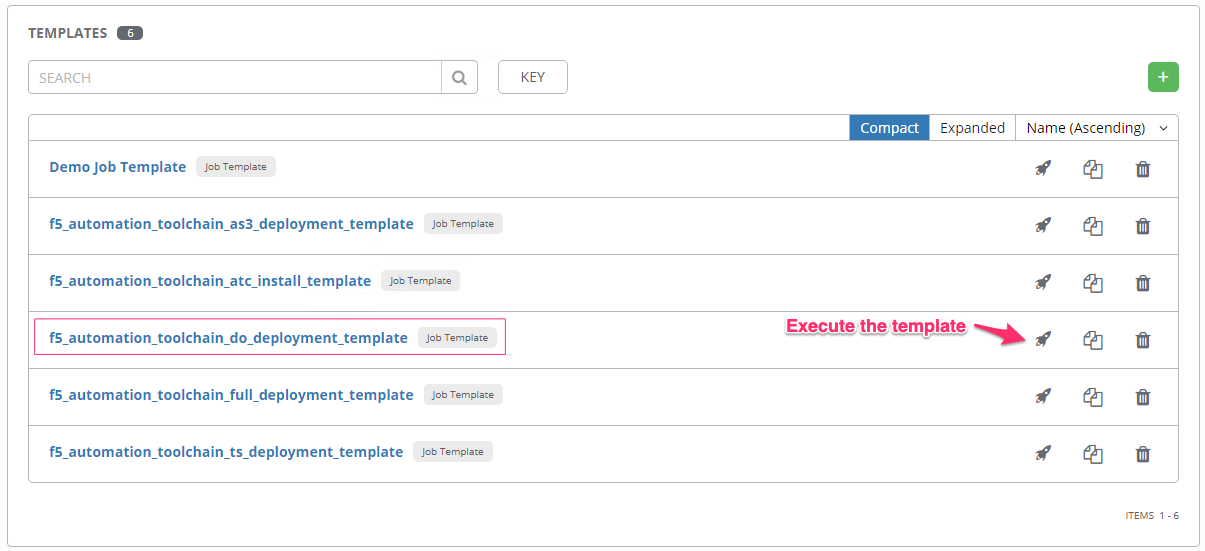 TEMPLATES 6
SEARCH
KEY
+
Compact Expanded Name (Ascending)
Demo Job Template Job Template
f5_automation_toolchain_as3_deployment_template Job Template
f5_automation_toolchain_atc_install_template Job Template
f5_automation_toolchain_do_deployment_template Job Template Execute the template
f5_automation_toolchain_full_deployment_template Job Template
f5_automation_toolchain_ts_deployment_template Job Template
ITEMS 1 - 6